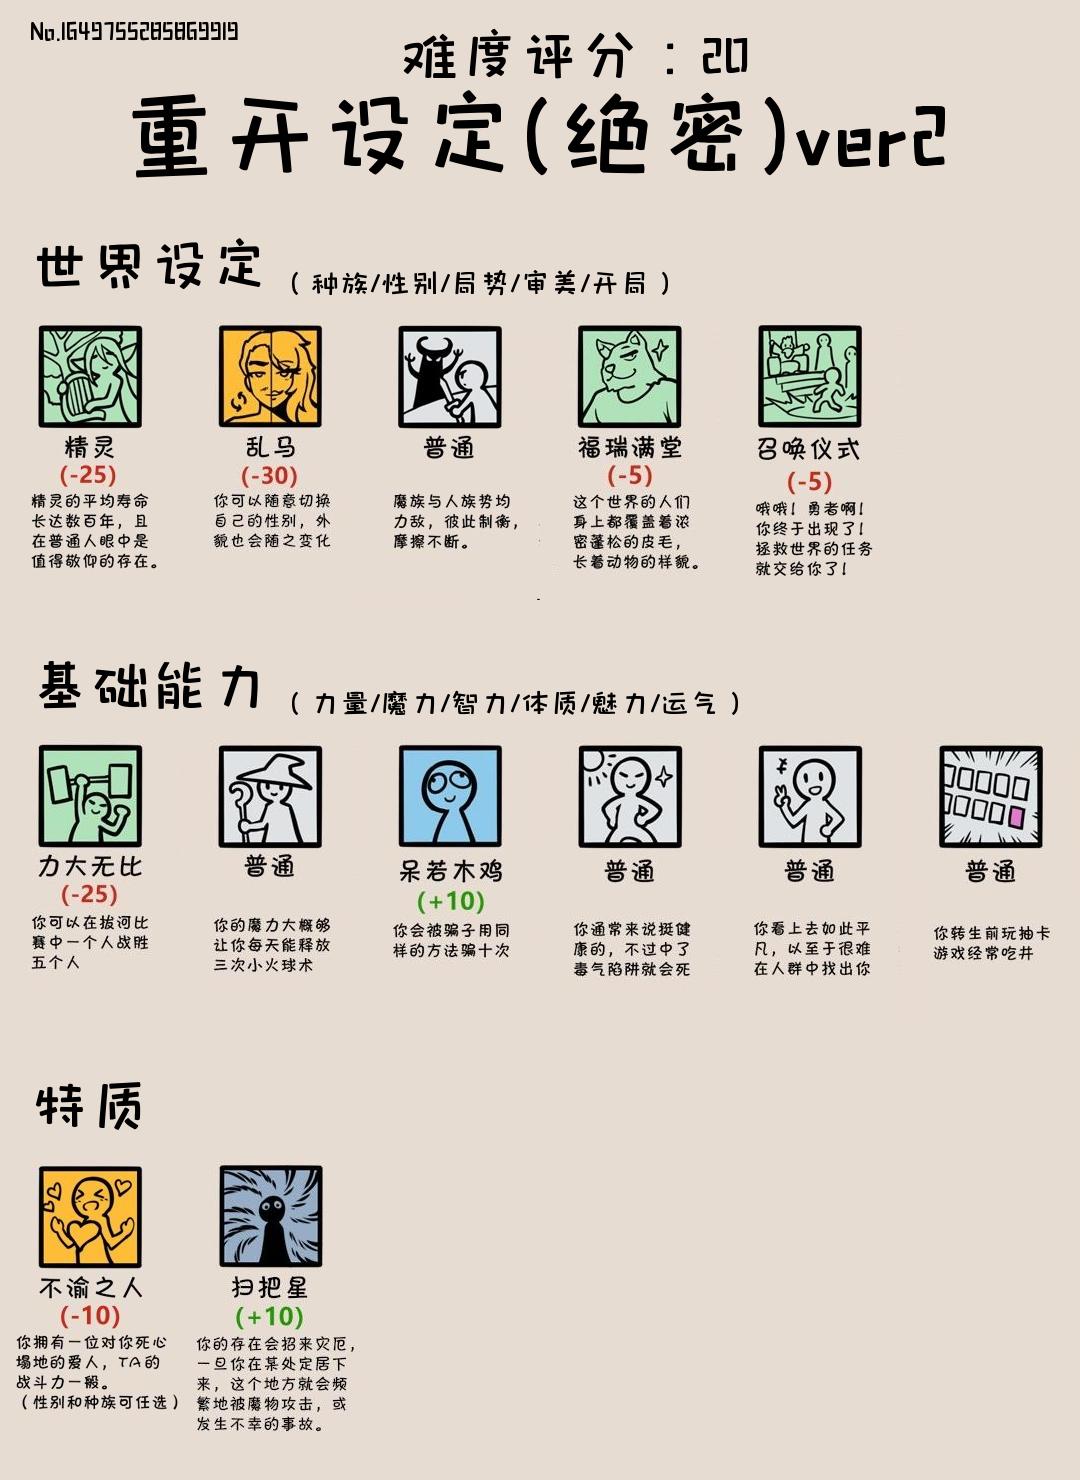 No.1649755285869919
难度评分：20
重开设定(绝密)ver2
世界设定（种族/性别/局势/审美/开局）
精灵
(-25)
精灵的平均寿命
长达数百年，且
在普通人眼中是
值得敬仰的存在。
乱马
(-30)
你可以随意切换
自己的性别，外
貌也会随之变化
普通
魔族与人族势均
力敌，彼此制衡，
摩擦不断。
福瑞满堂
(-5)
这个世界的人们
身上都覆盖着浓
密蓬松的皮毛，
长着动物的样貌。
召唤仪式
(-5)
哦哦！勇者啊！
你终于出现了！
拯救世界的任务
就交给你了！
基础能力（力量/魔力/智力/体质/魅力/运气）
力大无比
(-25)
你可以在拔河比
赛中一个人战胜
五个人
普通
你的魔力大概够
让你每天能释放
三次小火球术
呆若木鸡
(+10)
你会被骗子用同
样的方法骗十次
普通
你通常来说挺健
康的，不过中了
毒气陷阱就会死
普通
你看上去如此平
凡，以至于很难
在人群中找出你
普通
你转生前玩抽卡
游戏经常吃井
特质
不渝之人
(-10)
你拥有一位对你死心
塌地的爱人，TA的
战斗力一般。
（性别和种族可任选）
扫把星
(+10)
你的存在会招来灾厄，
一旦你在某处定居下
来，这个地方就会频
繁地被魔物攻击，或
发生不幸的事故。